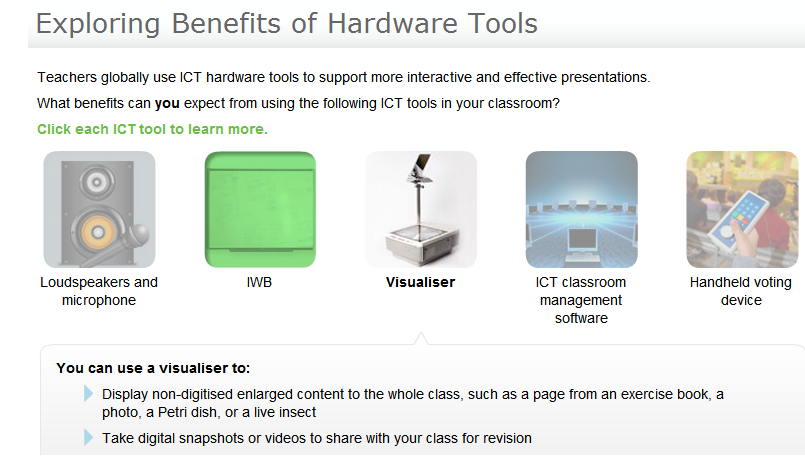 Exploring Benefits of Hardware Tools
Teachers globally use ICT hardware tools to support more interactive and effective presentations.
What benefits can you expect from using the following ICT tools in your classroom?
Click each ICT tool to learn more.
Loudspeakers and
microphone
IWB
Visualiser
ICT classroom
management
software
Handheld voting
device
You can use a visualiser to:
Display non-digitised enlarged content to the whole class, such as a page from an exercise book, a
photo, a Petri dish, or a live insect
Take digital snapshots or videos to share with your class for revision